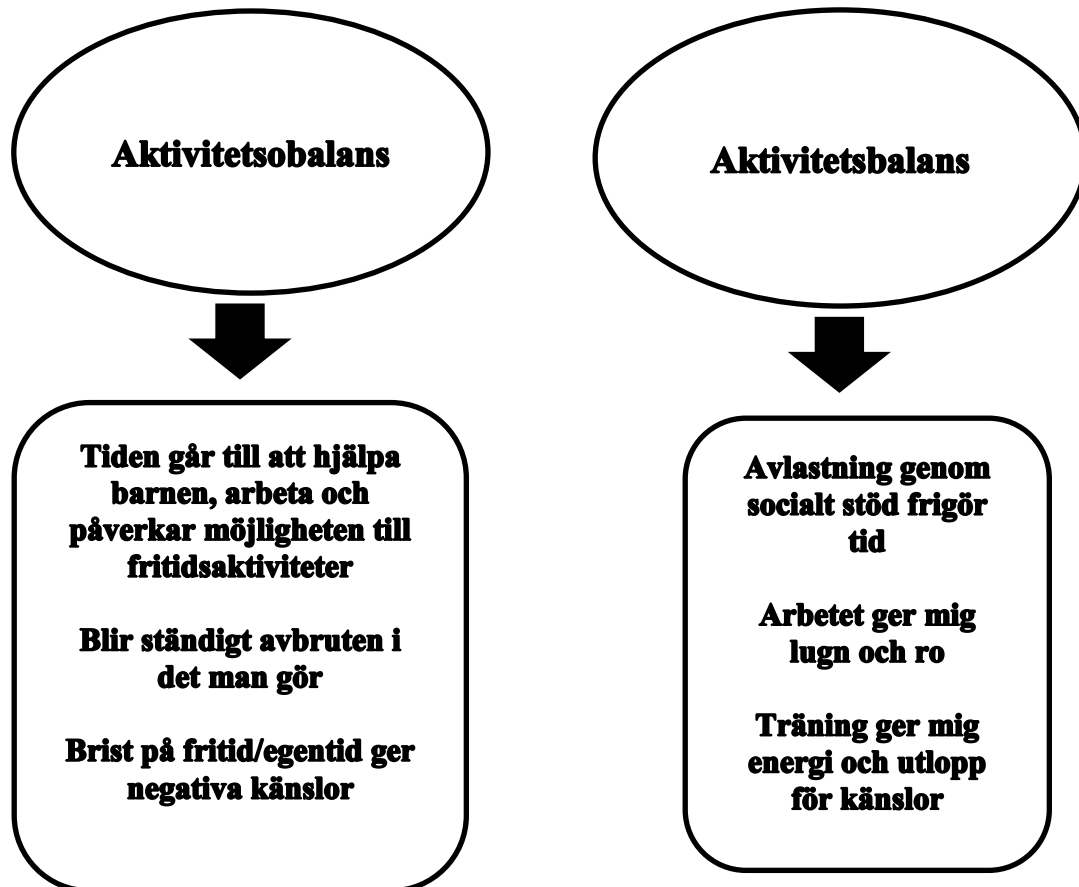 Aktivitetsobalans
Tiden går till att hjälpa
barnen, arbeta och
påverkar möjligheten till
fritidsaktiviteter
Blir ständigt avbruten i
det man gör
Brist på fritid/egentid ger
negativa känslor
Aktivitetsbalans
Avlastning genom
socialt stöd frigör
tid
Arbetet ger mig
lugn och ro
Träning ger mig
energi och utlopp
för känslor